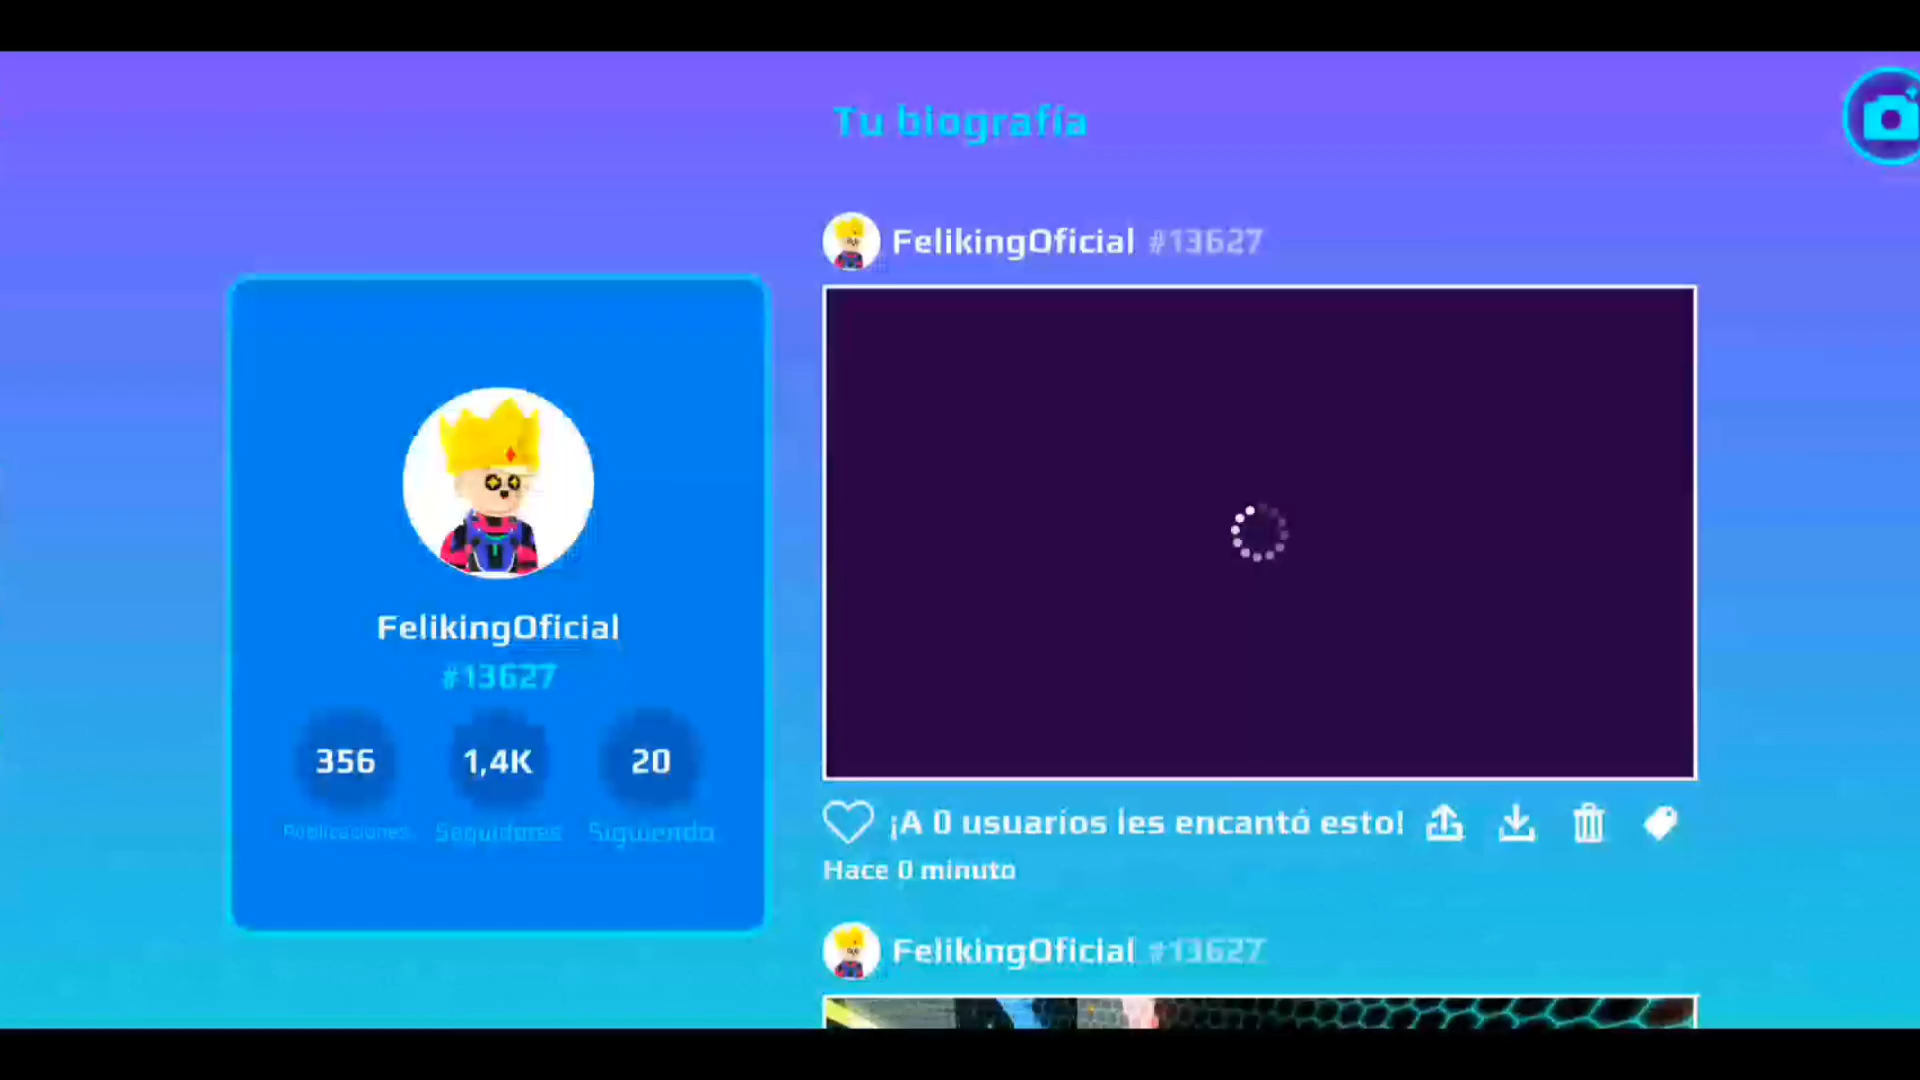 Tu biografía
FelikingOficial #13627
FelikingOficial
#13627
356 1,4K 20
Publicaciones Seguidores Siguiendo
¡A 0 usuarios les encantó esto!
Hace 0 minuto
FelikingOficial #13627